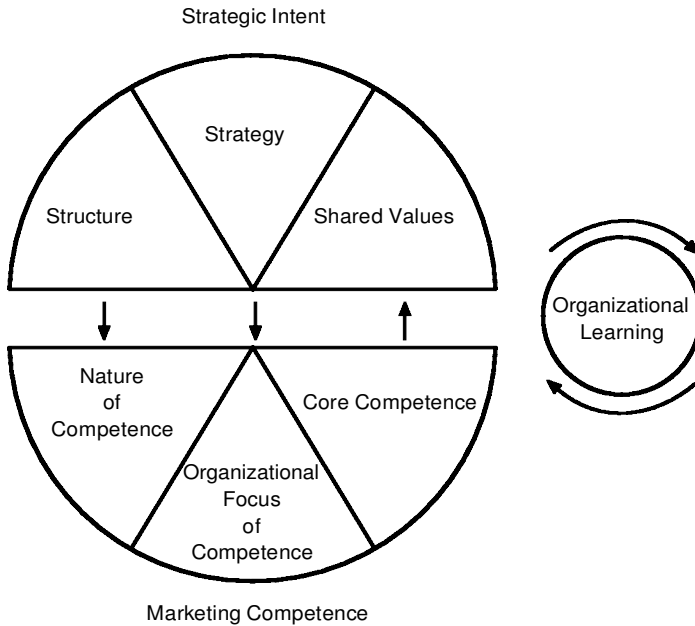 Strategic Intent
Strategy
Structure
Shared Values
Organizational
Learning
Nature
of
Competence
Core Competence
Organizational
Focus
of
Competence
Marketing Competence